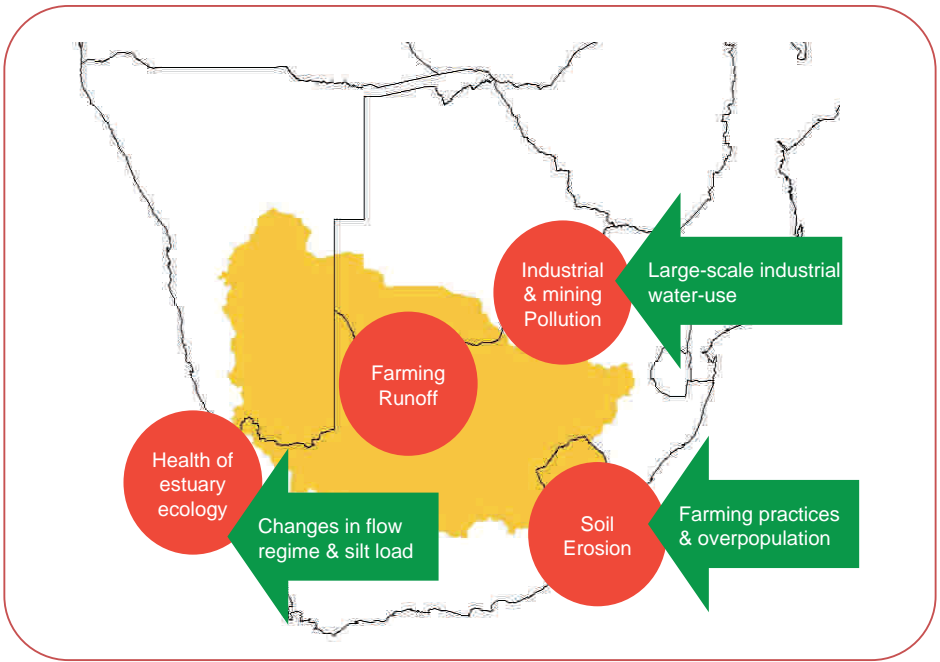 Industrial
& mining
Pollution
Large-scale industrial
water-use
Farming
Runoff
Health of
estuary
ecology
Changes in flow
regime & silt load
Soil
Erosion
Farming practices
& overpopulation